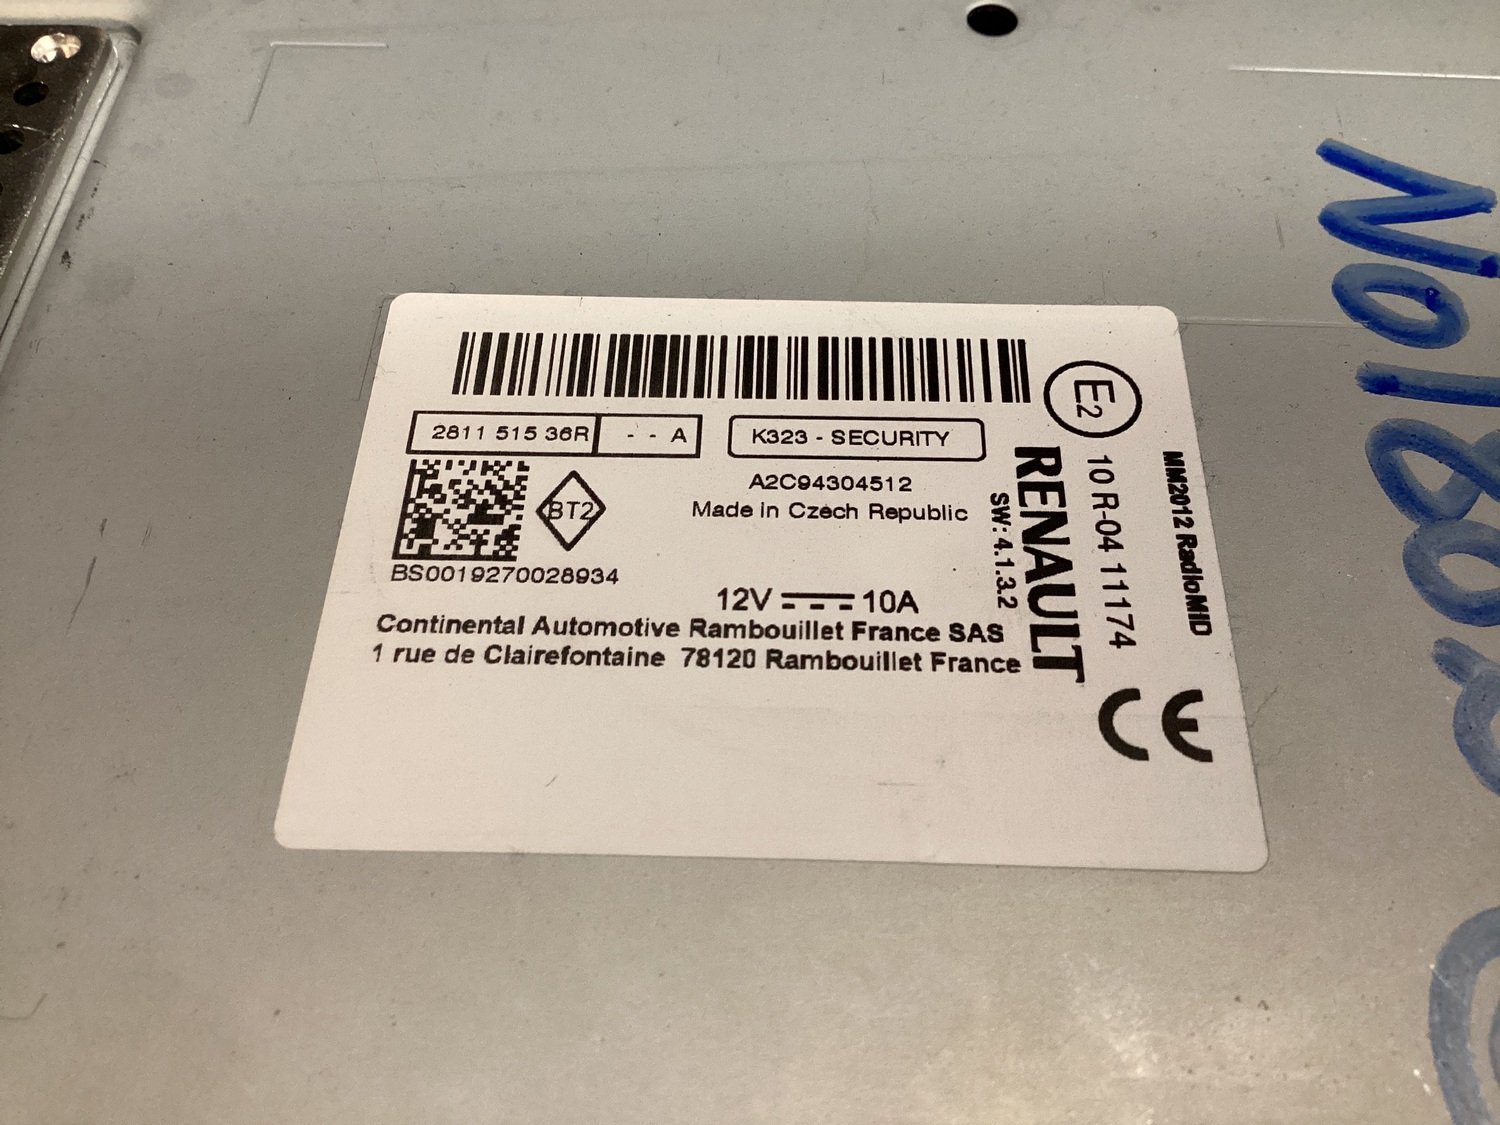 2811 515 36R
- - A
K323 - SECURITY
A2C94304512
Made in Czech Republic
BT2
BS0019270028934
12V 10A
Continental Automotive Rambouillet France SAS
1 rue de Clairefontaine 78120 Rambouillet France
E2
10 R-04 11174
RENAULT
SW: 4.1.3.2
MM2012 RadioMID
CE